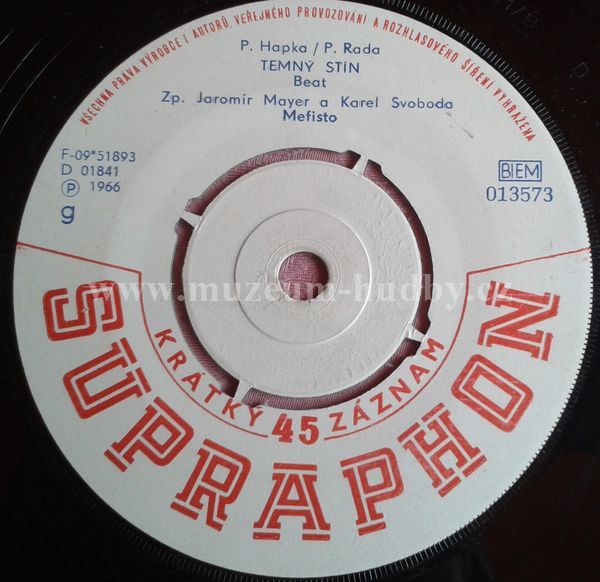 VŠECHNA PRÁVA VÝROBCE I AUTORŮ, VEŘEJNÉHO PROVOZOVÁNÍ A ROZHLASOVÉHO ŠÍŘENÍ VYHRAZENA
P. Hapka / P. Rada
TEMNÝ STÍN
Beat
Zp. Jaromír Mayer a Karel Svoboda
Mefisto
F-09*51893
D 01841
Ⓟ 1966
g
BIEM
013573
www.muzeum-hudby.cz
KRÁTKÝ 45 ZÁZNAM
SUPRAPHON